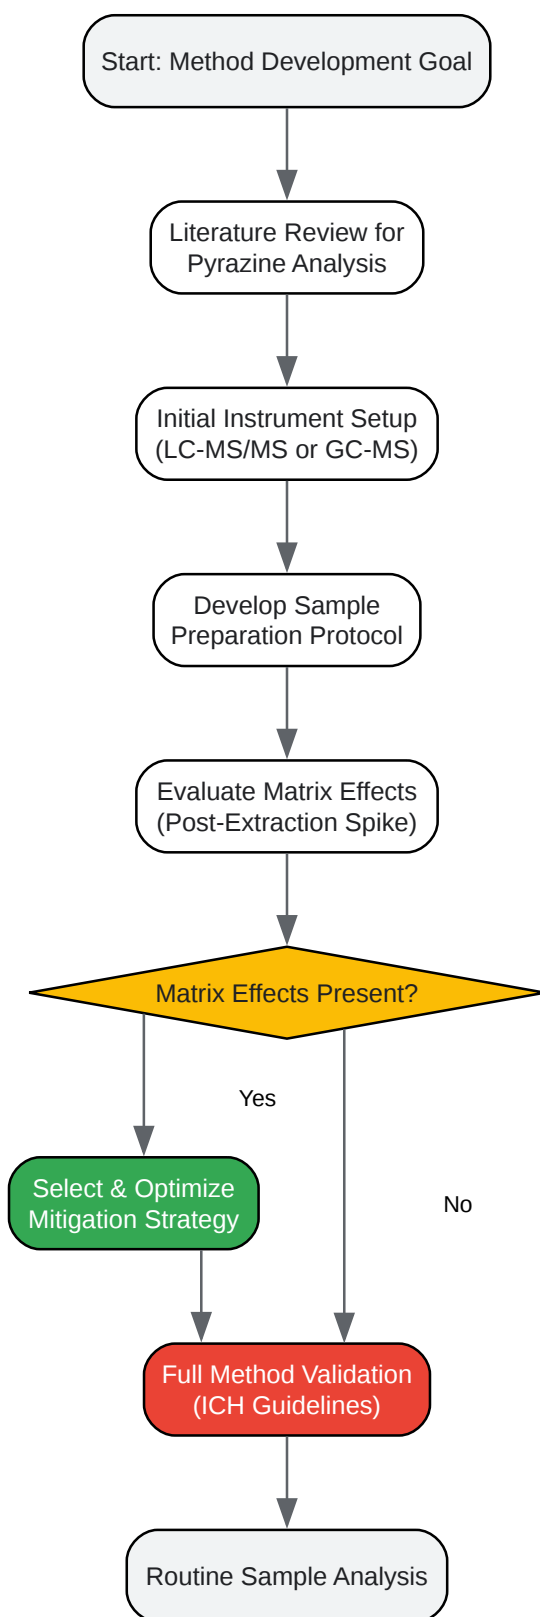 Start: Method Development Goal
Literature Review for
Pyrazine Analysis
Initial Instrument Setup
(LC-MS/MS or GC-MS)
Develop Sample
Preparation Protocol
Evaluate Matrix Effects
(Post-Extraction Spike)
Matrix Effects Present?
Yes
Select & Optimize
Mitigation Strategy
No
Full Method Validation
(ICH Guidelines)
Routine Sample Analysis